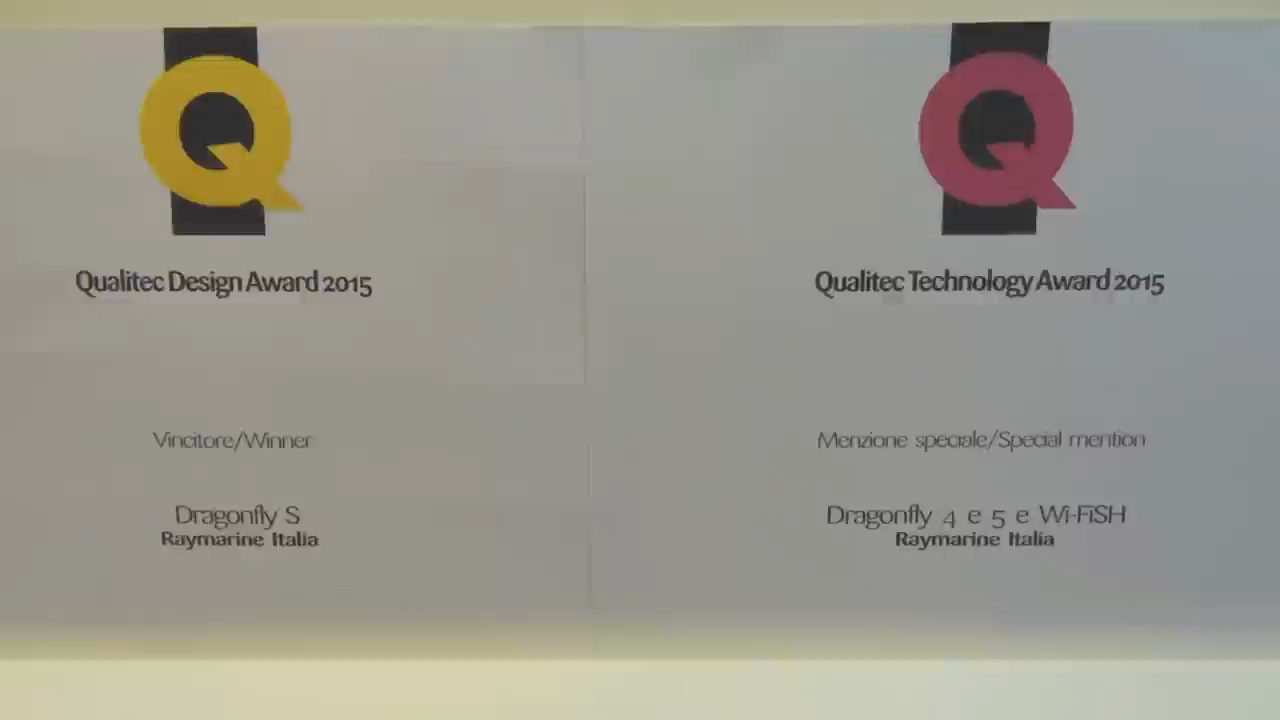 Q
Qualitec Design Award 2015
Vincitore/Winner
Dragonfly S
Raymarine Italia
Q
Qualitec Technology Award 2015
Menzione speciale/Special mention
Dragonfly 4 e 5 e Wi-FiSH
Raymarine Italia